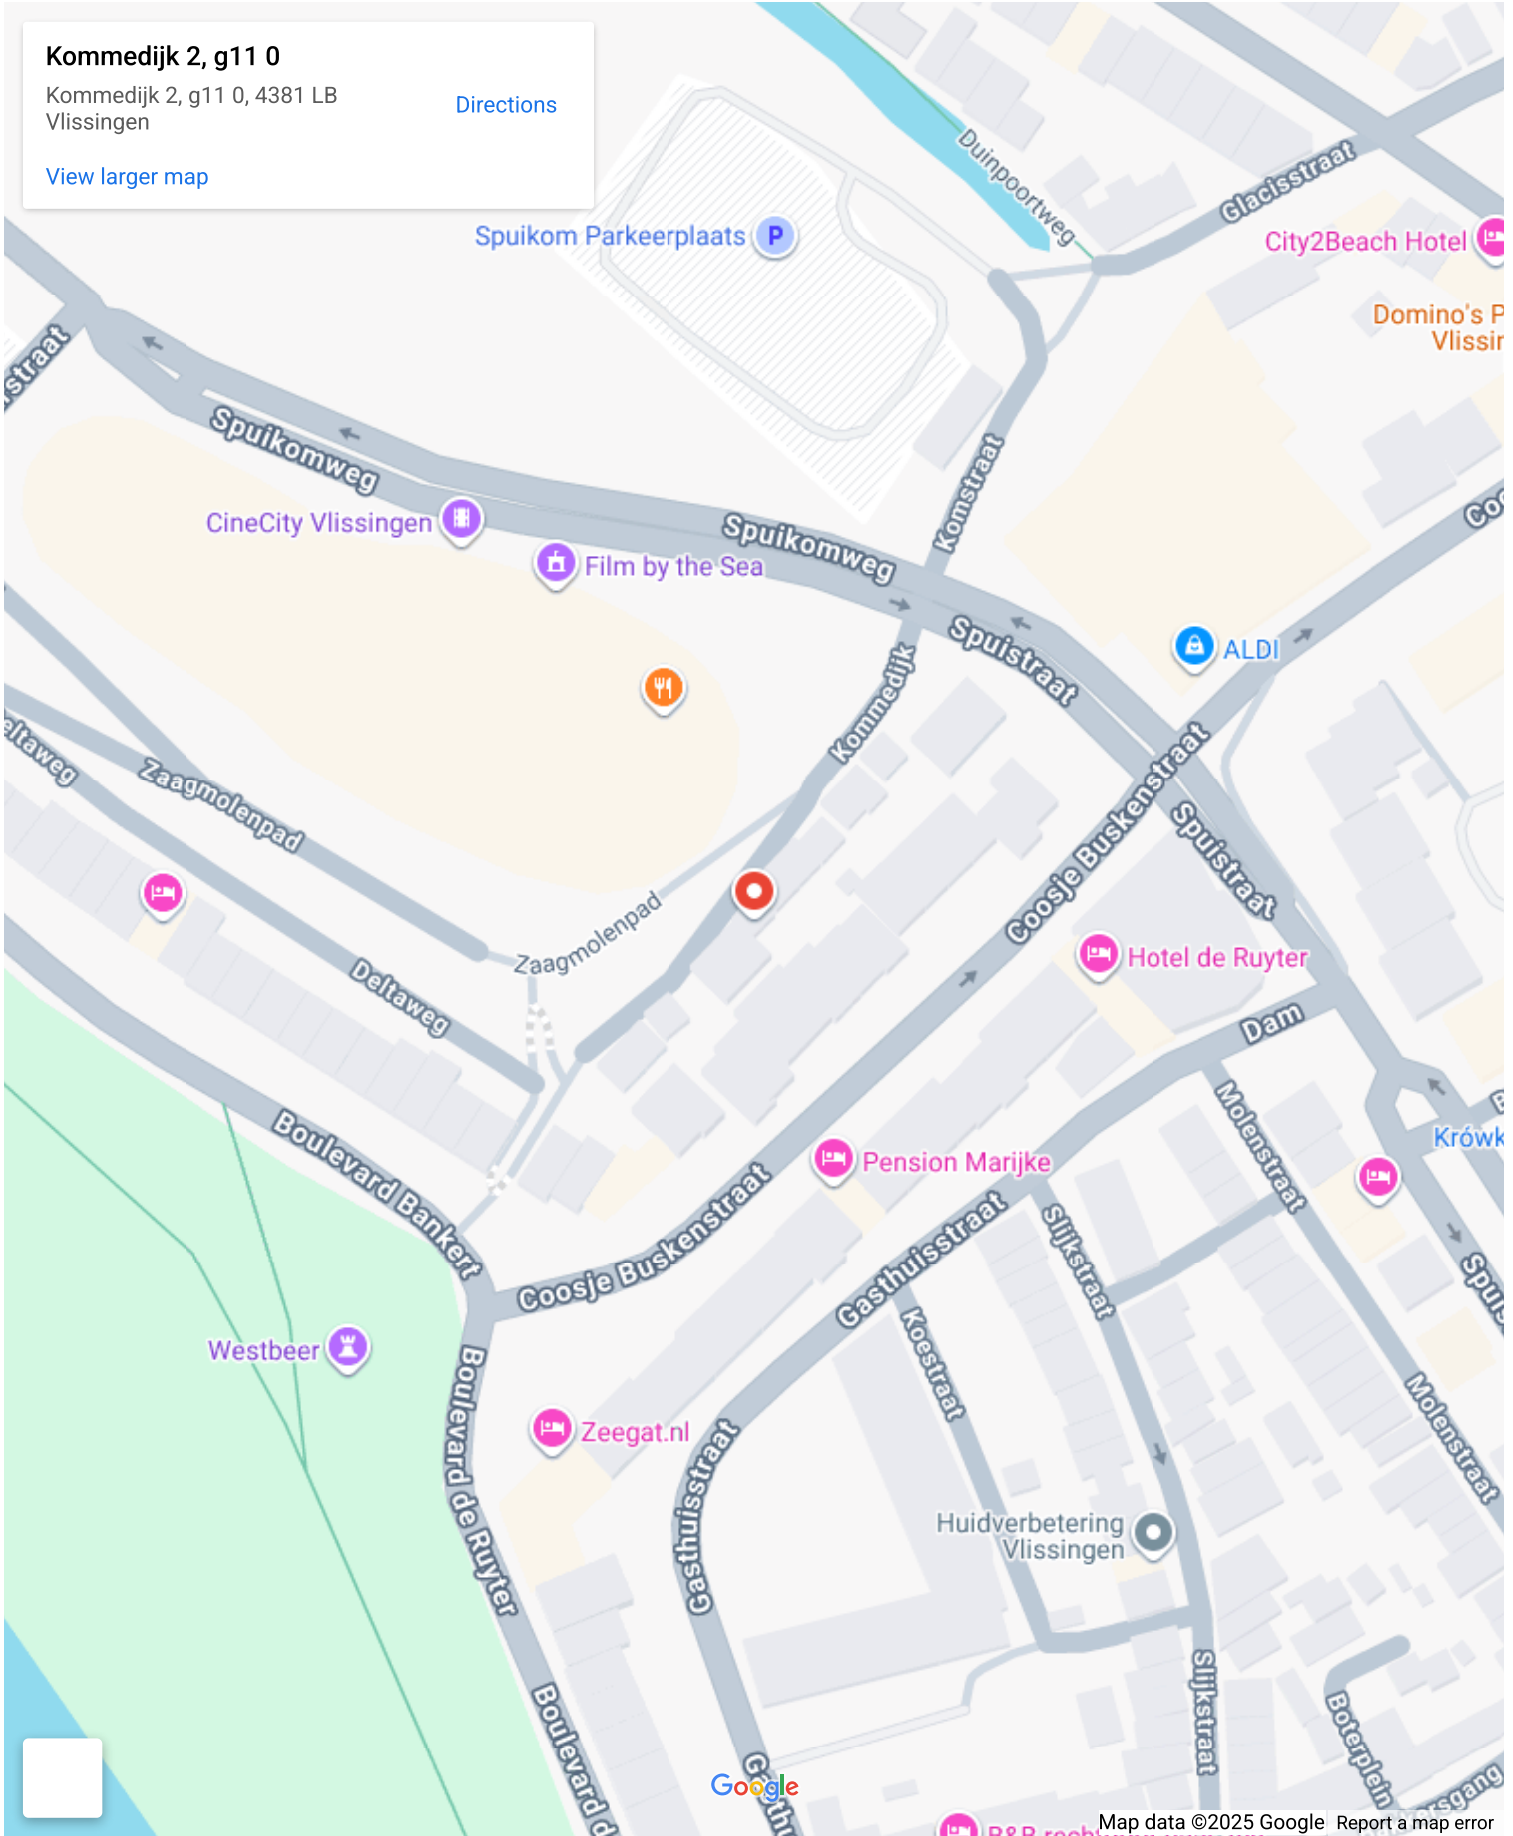 Kommedijk 2, g11 0
Kommedijk 2, g11 0, 4381 LB
Vlissingen
Directions
View larger map
Duinpoortweg
Glacisstraat
Spuikom Parkeerplaats
P
City2Beach Hotel
Domino's P
Vlissir
straat
Spuikomweg
Komstraat
CineCity Vlissingen
Spuikomweg
Film by the Sea
Coo
Spuistraat
ALDI
Kommedijk
eltaweg
Zaagmolenpad
Coosje Buskenstraat
Spuistraat
Zaagmolenpad
Hotel de Ruyter
Deltaweg
Dam
Molenstraat
Krówk
Boulevard Bankert
Pension Marijke
Coosje Buskenstraat
Gasthuisstraat
Slijkstraat
Spuis
Koestraat
Westbeer
Boulevard de Ruyter
Zeegat.nl
Molenstraat
Gasthuisstraat
Huidverbetering
Vlissingen
Slijkstraat
Boulevard d
Boterplein
Google
Map data ©2025 Google
Report a map error